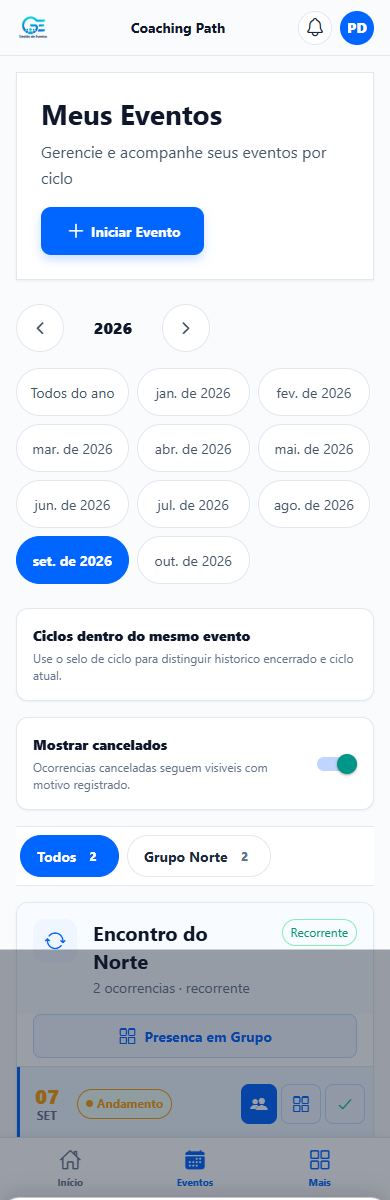 GE
Gestão de Eventos
Coaching Path
PD
Meus Eventos
Gerencie e acompanhe seus eventos por
ciclo
Iniciar Evento
2026
Todos do ano
jan. de 2026
fev. de 2026
mar. de 2026
abr. de 2026
mai. de 2026
jun. de 2026
jul. de 2026
ago. de 2026
set. de 2026
out. de 2026
Ciclos dentro do mesmo evento
Use o selo de ciclo para distinguir historico encerrado e ciclo
atual.
Mostrar cancelados
Ocorrencias canceladas seguem visiveis com
motivo registrado.
Todos 2
Grupo Norte 2
Encontro do
Norte
Recorrente
2 ocorrencias · recorrente
Presenca em Grupo
07
SET
Andamento
Início
Eventos
Mais